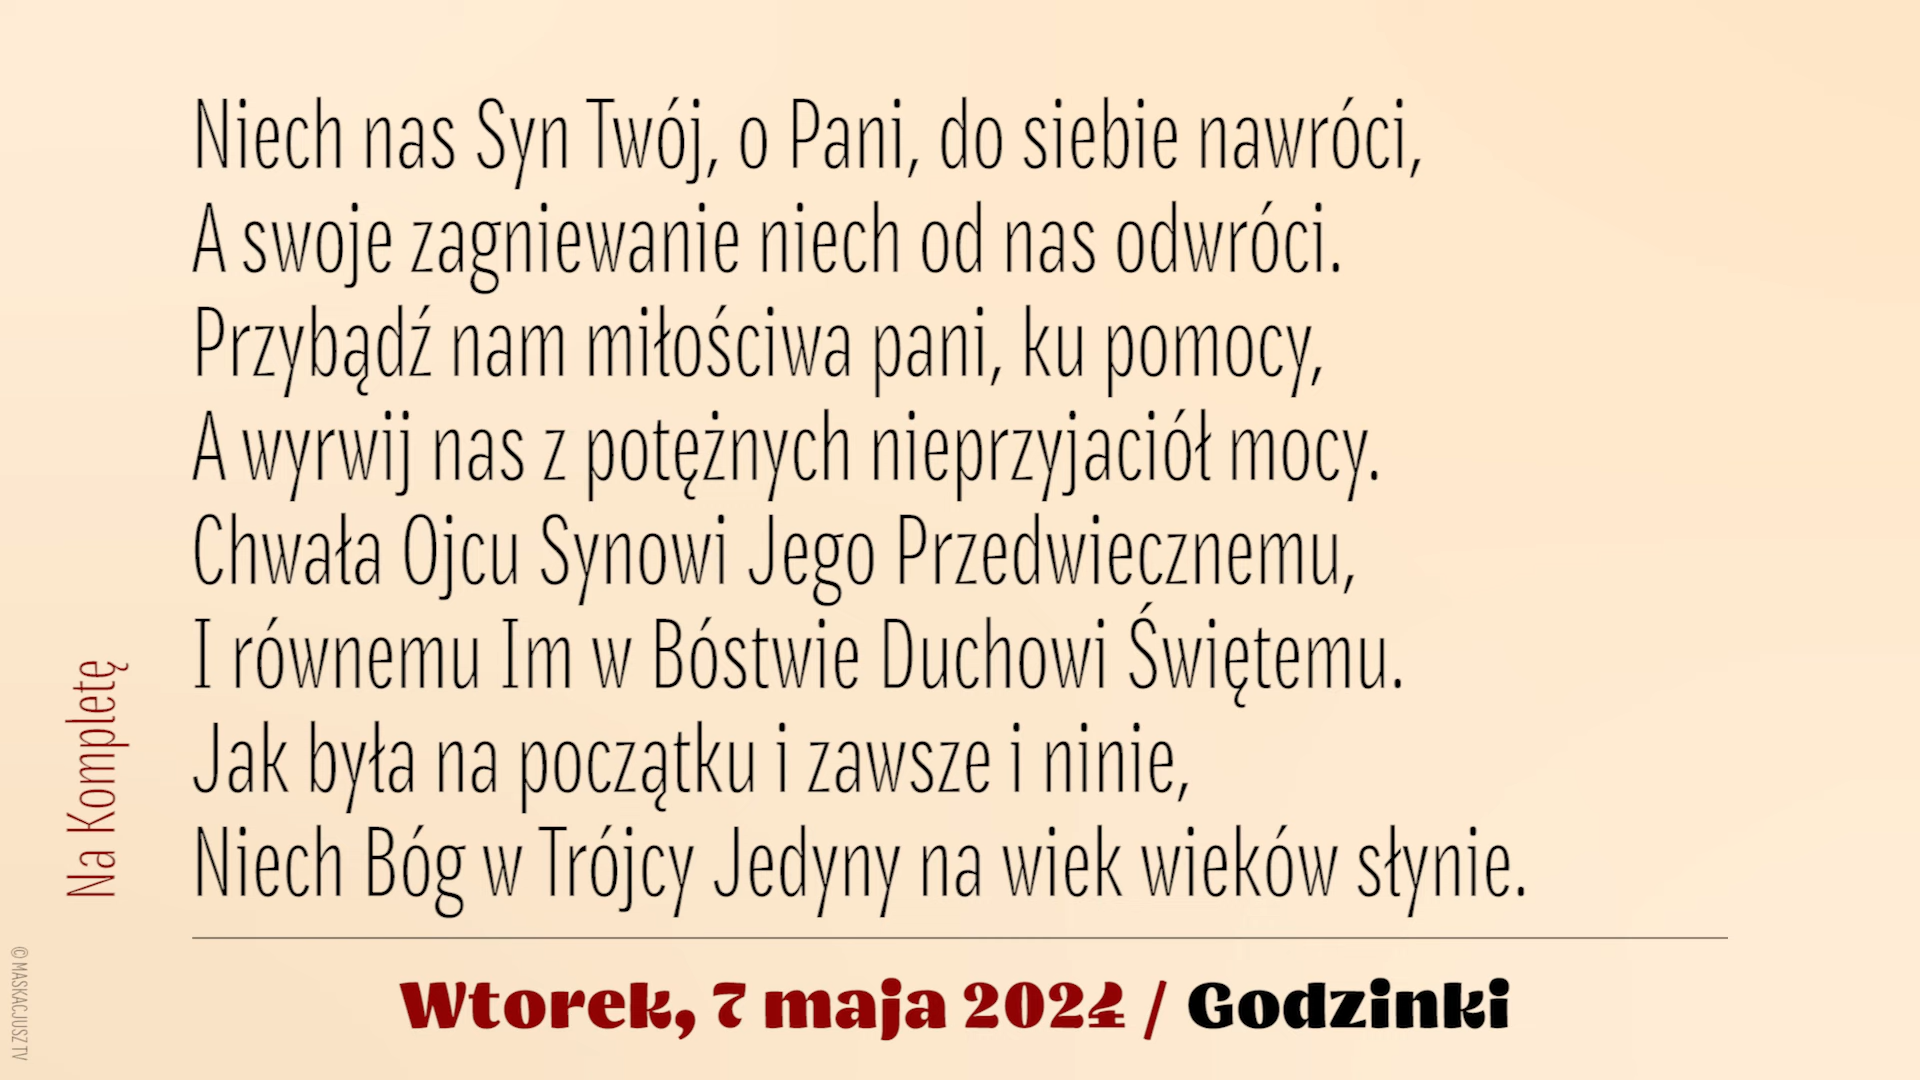 Niech nas Syn Twój, o Pani, do siebie nawróci,
A swoje zagniewanie niech od nas odwróci.
Przybądź nam miłościwa pani, ku pomocy,
A wyrwij nas z potężnych nieprzyjaciół mocy.
Chwała Ojcu Synowi Jego Przedwiecznemu,
I równemu Im w Bóstwie Duchowi Świętemu.
Jak była na początku i zawsze i ninie,
Niech Bóg w Trójcy Jedyny na wiek wieków słynie.
Na Kompletę
© MASKACJUSZ TV
Wtorek, 7 maja 2024 / Godzinki